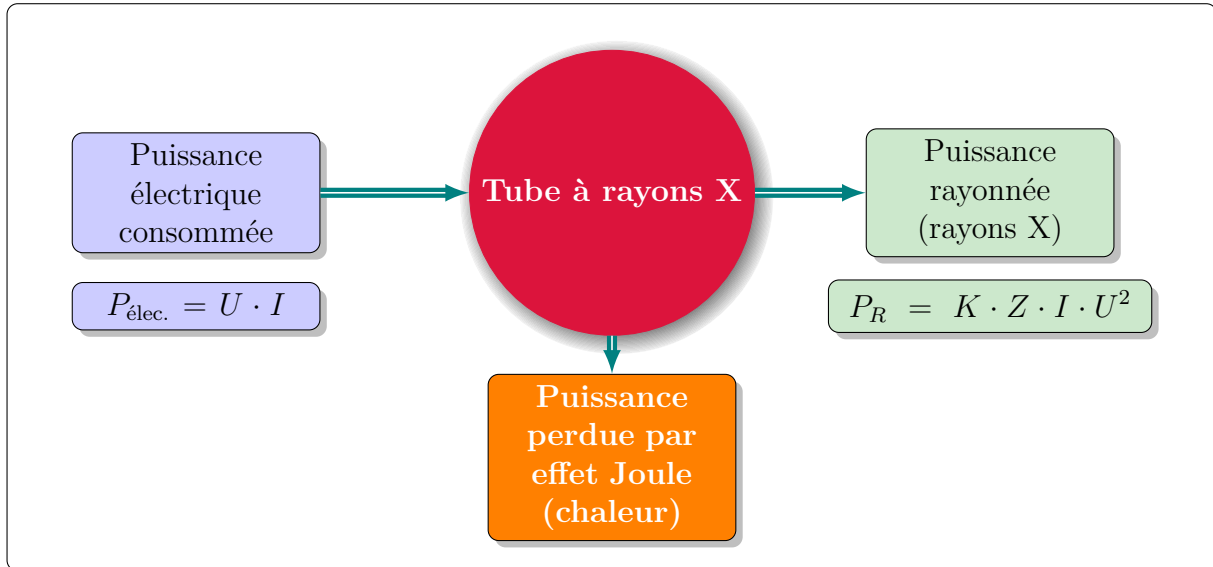 Puissance
électrique
consommée
P_élec. = U · I
Tube à rayons X
Puissance
rayonnée
(rayons X)
P_R = K · Z · I · U²
Puissance
perdue par
effet Joule
(chaleur)